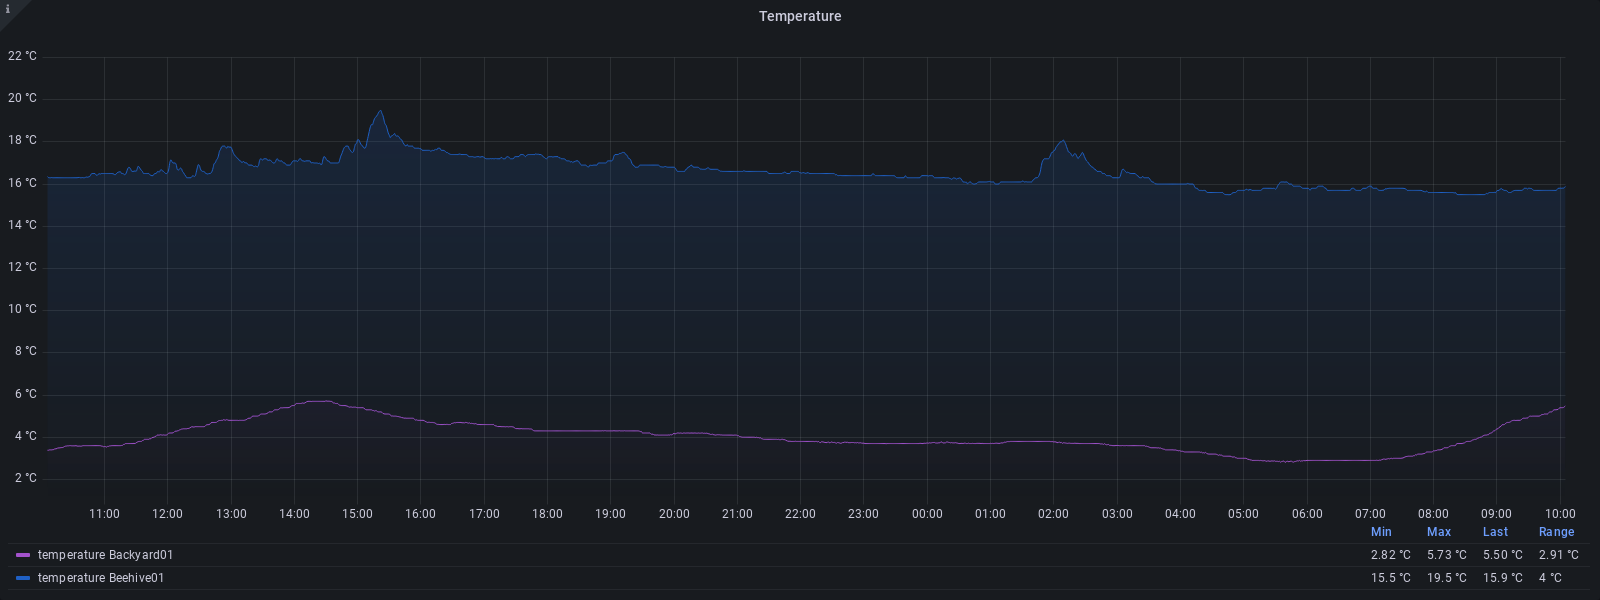 i
Temperature
22 °C
20 °C
18 °C
16 °C
14 °C
12 °C
10 °C
8 °C
6 °C
4 °C
2 °C
11:00 12:00 13:00 14:00 15:00 16:00 17:00 18:00 19:00 20:00 21:00 22:00 23:00 00:00 01:00 02:00 03:00 04:00 05:00 06:00 07:00 08:00 09:00 10:00
Min Max Last Range
temperature Backyard01 2.82 °C 5.73 °C 5.50 °C 2.91 °C
temperature Beehive01 15.5 °C 19.5 °C 15.9 °C 4 °C